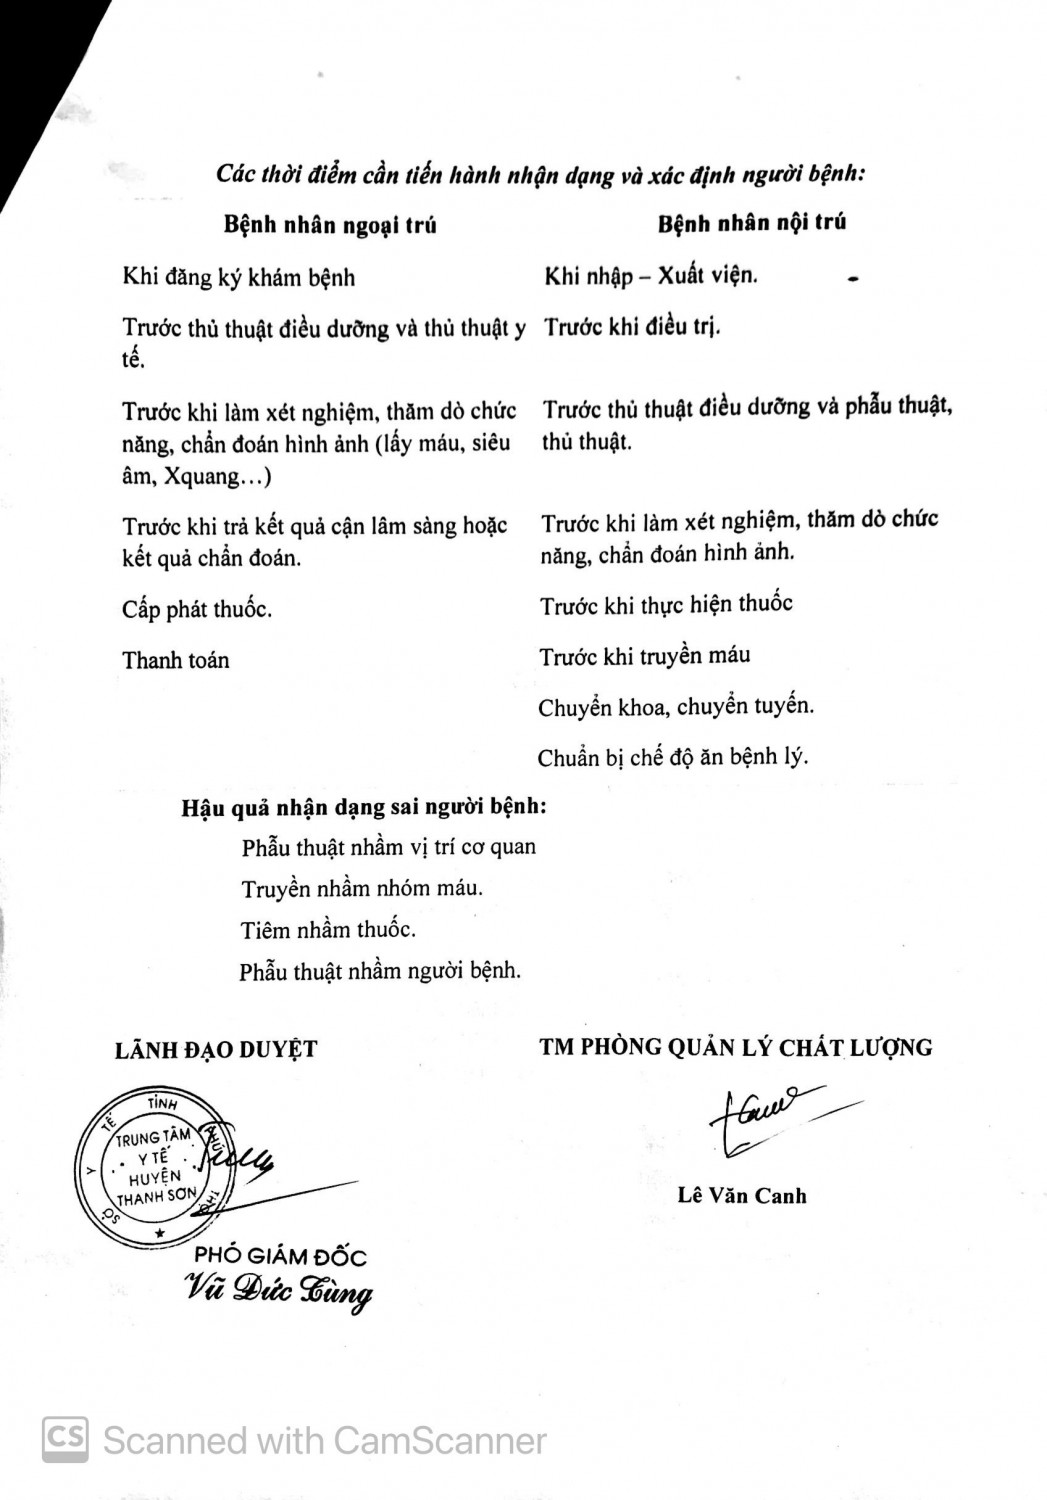 Các thời điểm cần tiến hành nhận dạng và xác định người bệnh:
Bệnh nhân ngoại trú
Bệnh nhân nội trú
Khi đăng ký khám bệnh
Khi nhập – Xuất viện.
Trước thủ thuật điều dưỡng và thủ thuật y
tế.
Trước khi điều trị.
Trước khi làm xét nghiệm, thăm dò chức
năng, chẩn đoán hình ảnh (lấy máu, siêu
âm, Xquang...)
Trước thủ thuật điều dưỡng và phẫu thuật,
thủ thuật.
Trước khi trả kết quả cận lâm sàng hoặc
kết quả chẩn đoán.
Trước khi làm xét nghiệm, thăm dò chức
năng, chẩn đoán hình ảnh.
Cấp phát thuốc.
Trước khi thực hiện thuốc
Thanh toán
Trước khi truyền máu
Chuyển khoa, chuyển tuyến.
Chuẩn bị chế độ ăn bệnh lý.
Hậu quả nhận dạng sai người bệnh:
Phẫu thuật nhầm vị trí cơ quan
Truyền nhầm nhóm máu.
Tiêm nhầm thuốc.
Phẫu thuật nhầm người bệnh.
LÃNH ĐẠO DUYỆT
TM PHÒNG QUẢN LÝ CHẤT LƯỢNG
SỞ Y TẾ TỈNH PHÚ THỌ
TRUNG TÂM
Y TẾ
HUYỆN
THANH SƠN
Lê Văn Canh
PHÓ GIÁM ĐỐC
Vũ Đức Cùng
CS Scanned with CamScanner